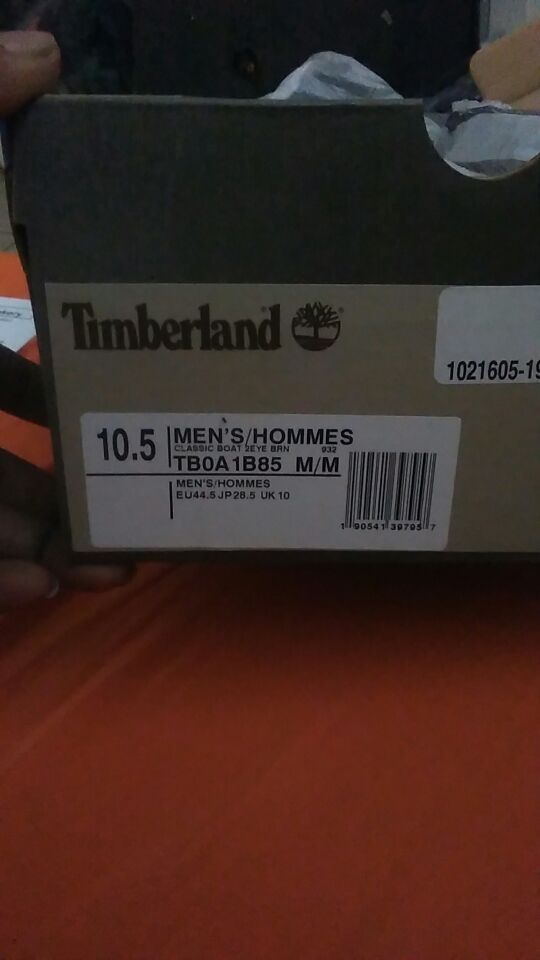 Timberland
1021605-19
10.5
MEN'S/HOMMES
CLASSIC BOAT 2EYE BRN 932
TB0A1B85 M/M
MEN'S/HOMMES
EU44.5 JP28.5 UK 10
1 90541 39795 7